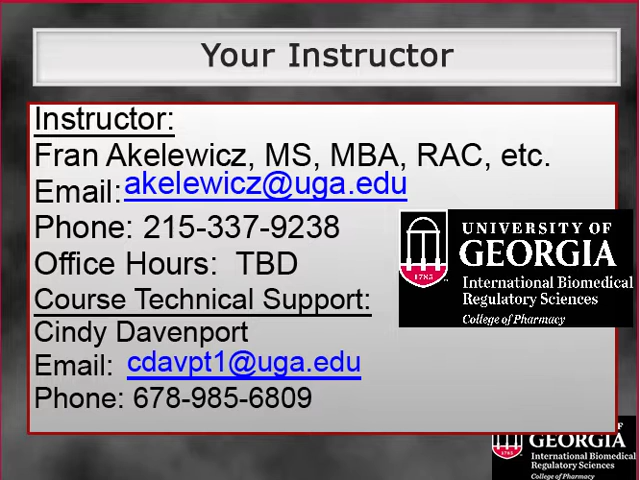 Your Instructor
Instructor:
Fran Akelewicz, MS, MBA, RAC, etc.
Email: akelewicz@uga.edu
Phone: 215-337-9238
Office Hours: TBD
Course Technical Support:
Cindy Davenport
Email: cdavpt1@uga.edu
Phone: 678-985-6809
UNIVERSITY OF
GEORGIA
1785
International Biomedical
Regulatory Sciences
College of Pharmacy
OF
GEORGIA
1785
International Biomedical
Regulatory Sciences
College of Pharmacy